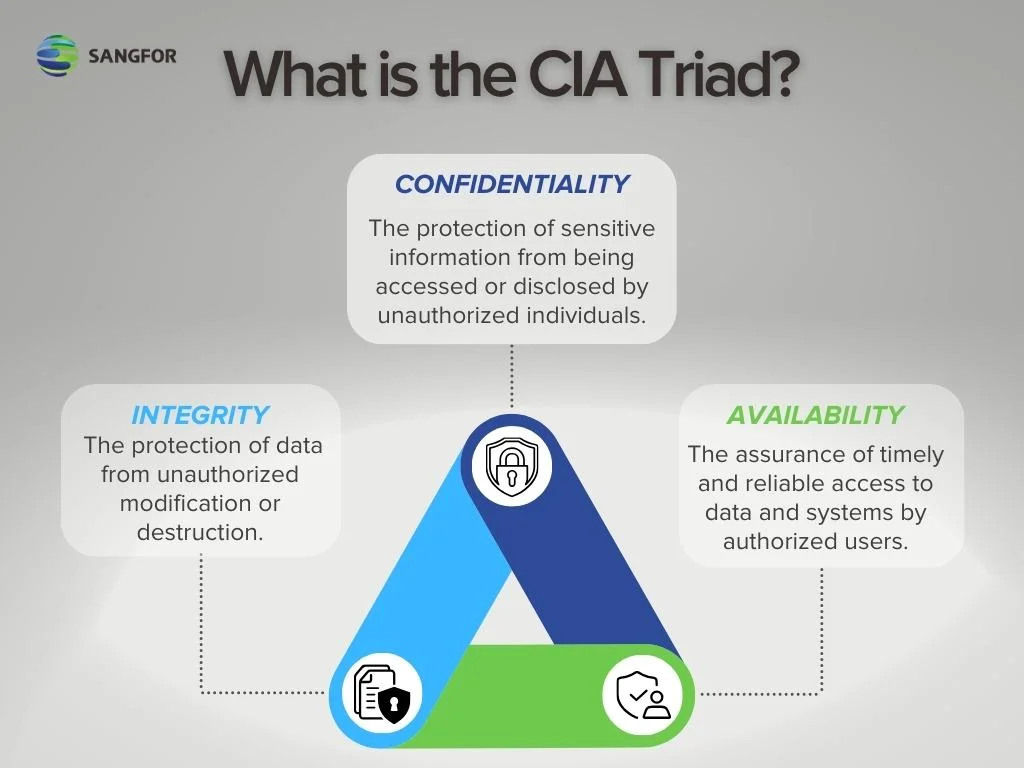 SANGFOR
What is the CIA Triad?
CONFIDENTIALITY
The protection of sensitive
information from being
accessed or disclosed by
unauthorized individuals.
INTEGRITY
The protection of data
from unauthorized
modification or
destruction.
AVAILABILITY
The assurance of timely
and reliable access to
data and systems by
authorized users.